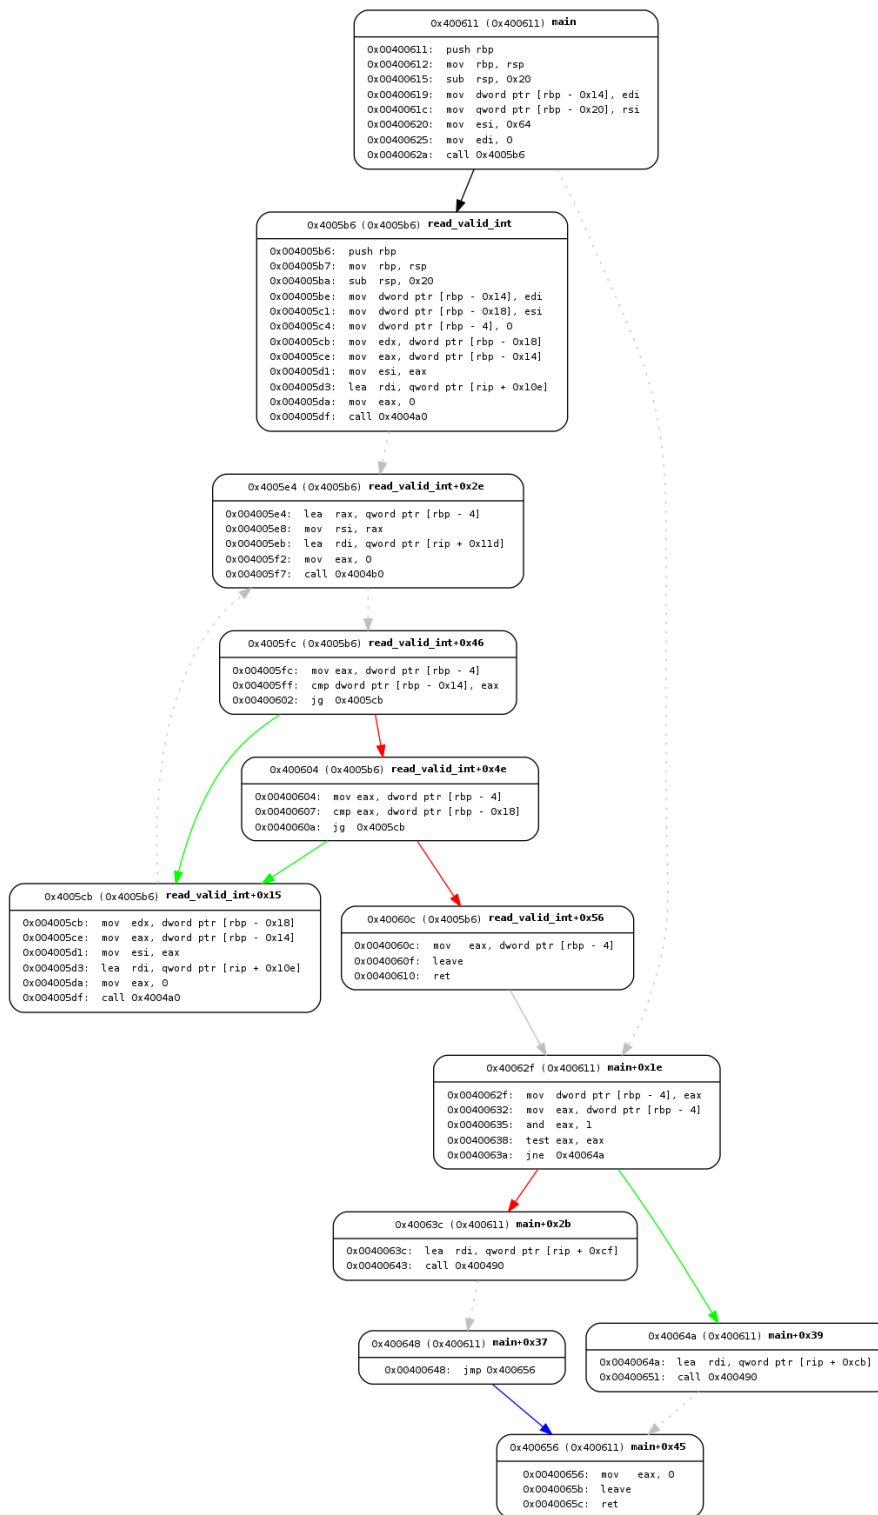 0x400611 (0x400611) main
0x00400611: push rbp
0x00400612: mov rbp, rsp
0x00400615: sub rsp, 0x20
0x00400619: mov dword ptr [rbp - 0x14], edi
0x0040061c: mov qword ptr [rbp - 0x20], rsi
0x00400620: mov esi, 0x64
0x00400625: mov edi, 0
0x0040062a: call 0x4005b6
0x4005b6 (0x4005b6) read_valid_int
0x004005b6: push rbp
0x004005b7: mov rbp, rsp
0x004005ba: sub rsp, 0x20
0x004005be: mov dword ptr [rbp - 0x14], edi
0x004005c1: mov dword ptr [rbp - 0x18], esi
0x004005c4: mov dword ptr [rbp - 4], 0
0x004005cb: mov edx, dword ptr [rbp - 0x18]
0x004005ce: mov eax, dword ptr [rbp - 0x14]
0x004005d1: mov esi, eax
0x004005d3: lea rdi, qword ptr [rip + 0x10e]
0x004005da: mov eax, 0
0x004005df: call 0x4004a0
0x4005e4 (0x4005b6) read_valid_int+0x2e
0x004005e4: lea rax, qword ptr [rbp - 4]
0x004005e8: mov rsi, rax
0x004005eb: lea rdi, qword ptr [rip + 0x11d]
0x004005f2: mov eax, 0
0x004005f7: call 0x4004b0
0x4005fc (0x4005b6) read_valid_int+0x46
0x004005fc: mov eax, dword ptr [rbp - 4]
0x004005ff: cmp dword ptr [rbp - 0x14], eax
0x00400602: jg 0x4005cb
0x400604 (0x4005b6) read_valid_int+0x4e
0x00400604: mov eax, dword ptr [rbp - 4]
0x00400607: cmp eax, dword ptr [rbp - 0x18]
0x0040060a: jg 0x4005cb
0x4005cb (0x4005b6) read_valid_int+0x15
0x004005cb: mov edx, dword ptr [rbp - 0x18]
0x004005ce: mov eax, dword ptr [rbp - 0x14]
0x004005d1: mov esi, eax
0x004005d3: lea rdi, qword ptr [rip + 0x10e]
0x004005da: mov eax, 0
0x004005df: call 0x4004a0
0x40060c (0x4005b6) read_valid_int+0x56
0x0040060c: mov eax, dword ptr [rbp - 4]
0x0040060f: leave
0x00400610: ret
0x40062f (0x400611) main+0x1e
0x0040062f: mov dword ptr [rbp - 4], eax
0x00400632: mov eax, dword ptr [rbp - 4]
0x00400635: and eax, 1
0x00400638: test eax, eax
0x0040063a: jne 0x40064a
0x40063c (0x400611) main+0x2b
0x0040063c: lea rdi, qword ptr [rip + 0xcf]
0x00400643: call 0x400490
0x400648 (0x400611) main+0x37
0x00400648: jmp 0x400656
0x40064a (0x400611) main+0x39
0x0040064a: lea rdi, qword ptr [rip + 0xcb]
0x00400651: call 0x400490
0x400656 (0x400611) main+0x45
0x00400656: mov eax, 0
0x0040065b: leave
0x0040065c: ret